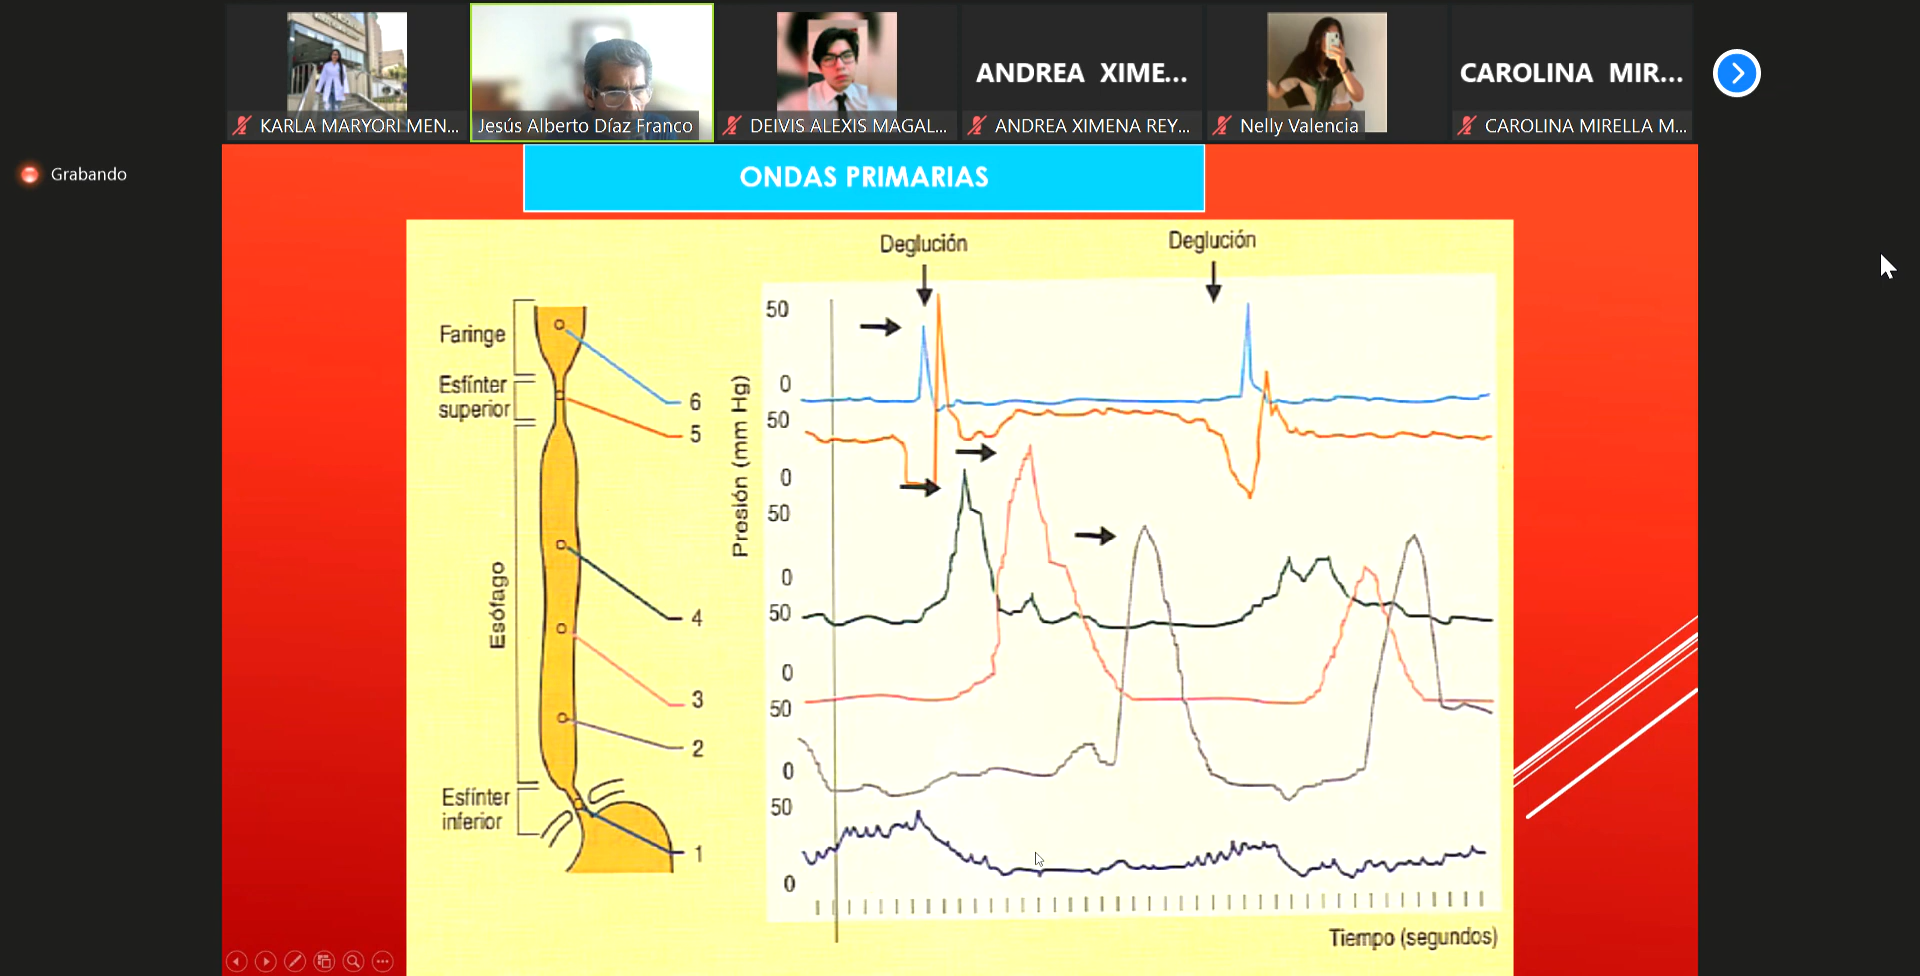 ANDREA XIME...
CAROLINA MIR...
KARLA MARYORI MEN...
Jesús Alberto Díaz Franco
DEIVIS ALEXIS MAGAL...
ANDREA XIMENA REY...
Nelly Valencia
CAROLINA MIRELLA M...
Grabando
ONDAS PRIMARIAS
Deglución
Deglución
Faringe
Esfínter
superior
Esófago
Esfínter
inferior
6
5
4
3
2
1
Presión (mm Hg)
50
0
50
0
50
0
50
0
50
0
50
0
Tiempo (segundos)